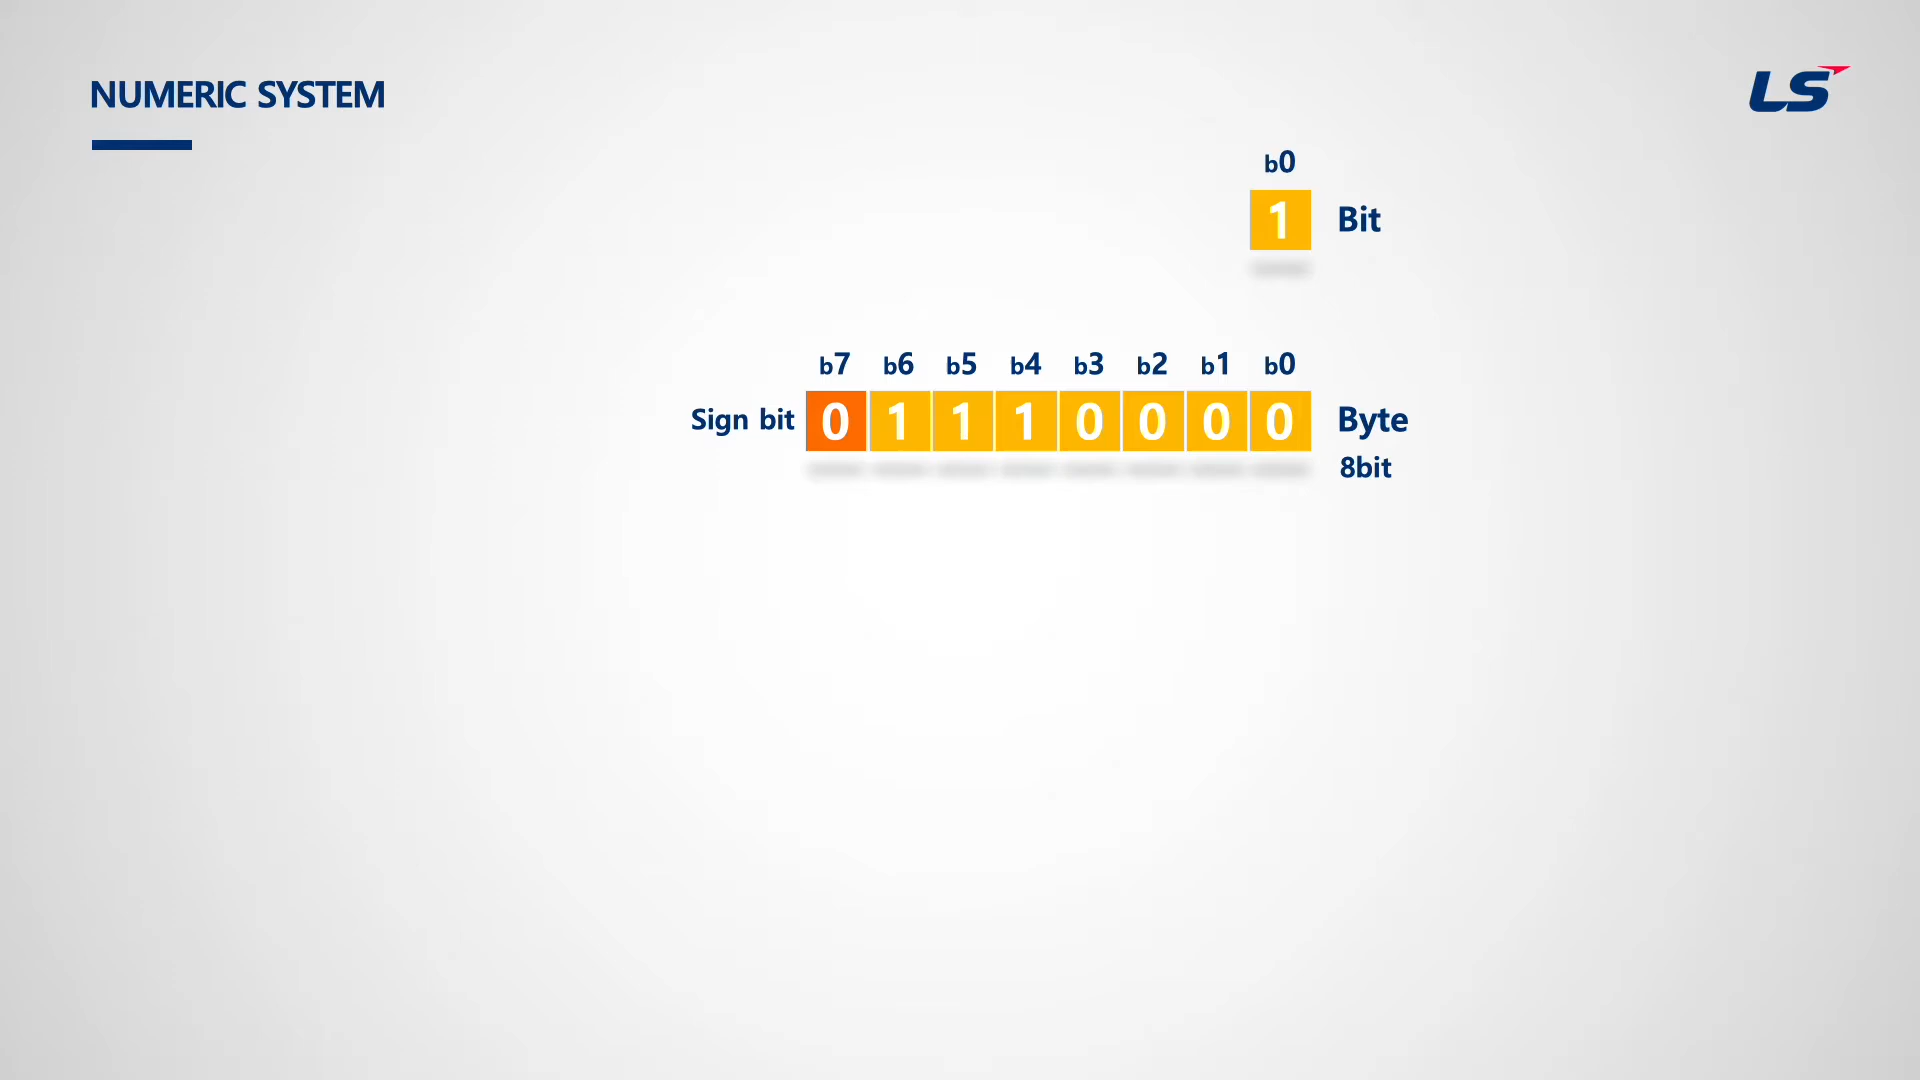 NUMERIC SYSTEM
LS
b0
1 Bit
b7 b6 b5 b4 b3 b2 b1 b0
Sign bit 0 1 1 1 0 0 0 0 Byte
8bit